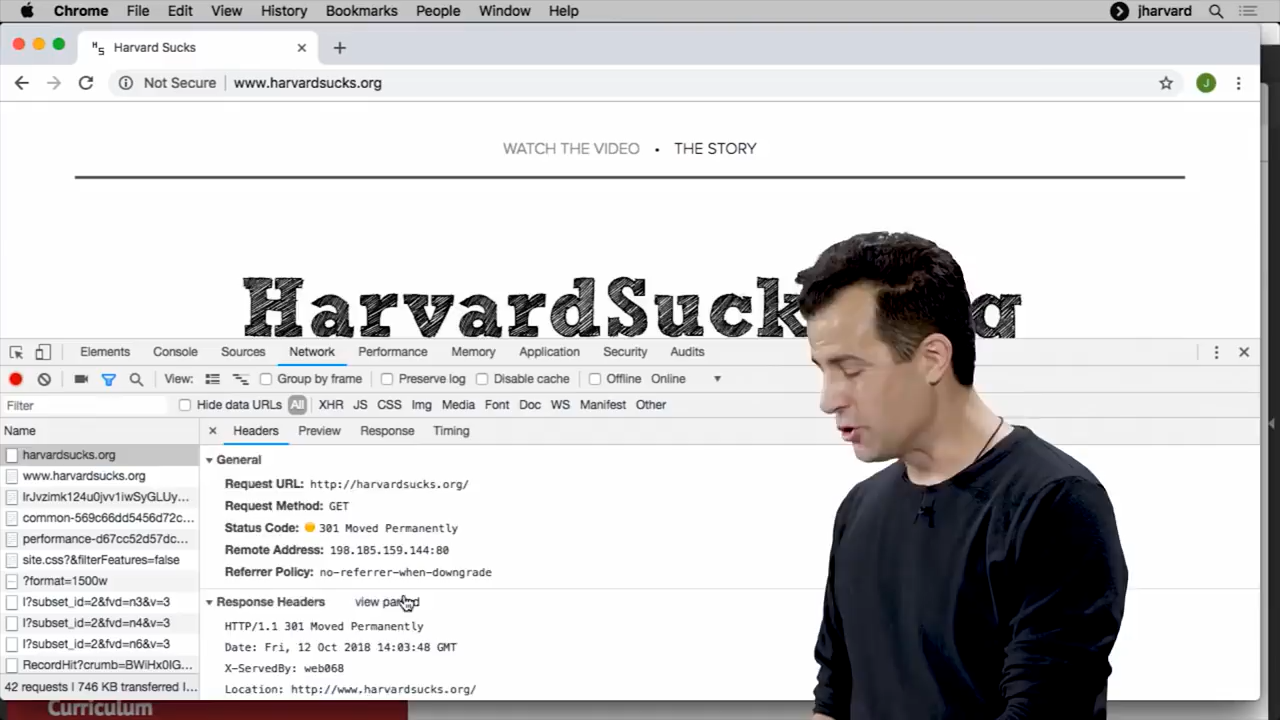 Chrome File Edit View History Bookmarks People Window Help jharvard
Harvard Sucks
Not Secure www.harvardsucks.org J
WATCH THE VIDEO • THE STORY
HarvardSuck g
Elements Console Sources Network Performance Memory Application Security Audits
View: Group by frame Preserve log Disable cache Offline Online
Filter Hide data URLs All XHR JS CSS Img Media Font Doc WS Manifest Other
Name Headers Preview Response Timing
harvardsucks.org
www.harvardsucks.org
lrJvzimk124u0jvv1iwSyGLUy...
common-569c66dd5456d72c...
performance-d67cc52d57dc...
site.css?&filterFeatures=false
?format=1500w
l?subset_id=2&fvd=n3&v=3
l?subset_id=2&fvd=n4&v=3
l?subset_id=2&fvd=n6&v=3
RecordHit?crumb=BWiHx0IG...
42 requests | 746 KB transferred |...
General
Request URL: http://harvardsucks.org/
Request Method: GET
Status Code: 301 Moved Permanently
Remote Address: 198.185.159.144:80
Referrer Policy: no-referrer-when-downgrade
Response Headers view parsed
HTTP/1.1 301 Moved Permanently
Date: Fri, 12 Oct 2018 14:03:48 GMT
X-ServedBy: web068
Location: http://www.harvardsucks.org/
Curriculum